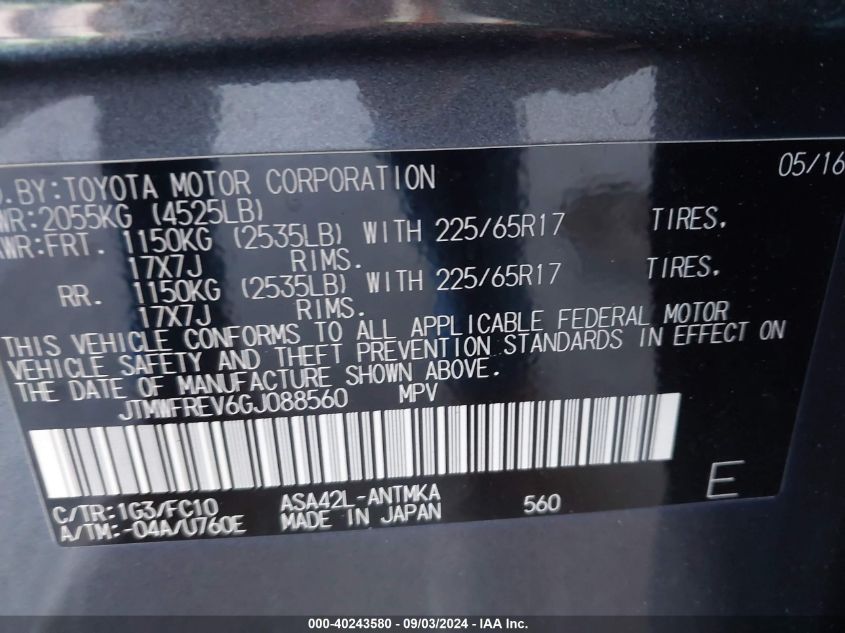 D.BY:TOYOTA MOTOR CORPORATION 05/16
WR:2055KG (4525LB)
WR:FRT. 1150KG (2535LB) WITH 225/65R17 TIRES.
17X7J RIMS.
RR. 1150KG (2535LB) WITH 225/65R17 TIRES.
17X7J RIMS.
THIS VEHICLE CONFORMS TO ALL APPLICABLE FEDERAL MOTOR
VEHICLE SAFETY AND THEFT PREVENTION STANDARDS IN EFFECT ON
THE DATE OF MANUFACTURE SHOWN ABOVE.
JTMWFREV6GJ088560 MPV
C/TR:1G3/FC10 ASA42L-ANTMKA 560 E
A/TM:-04A/U760E MADE IN JAPAN
000-40243580 - 09/03/2024 - IAA Inc.